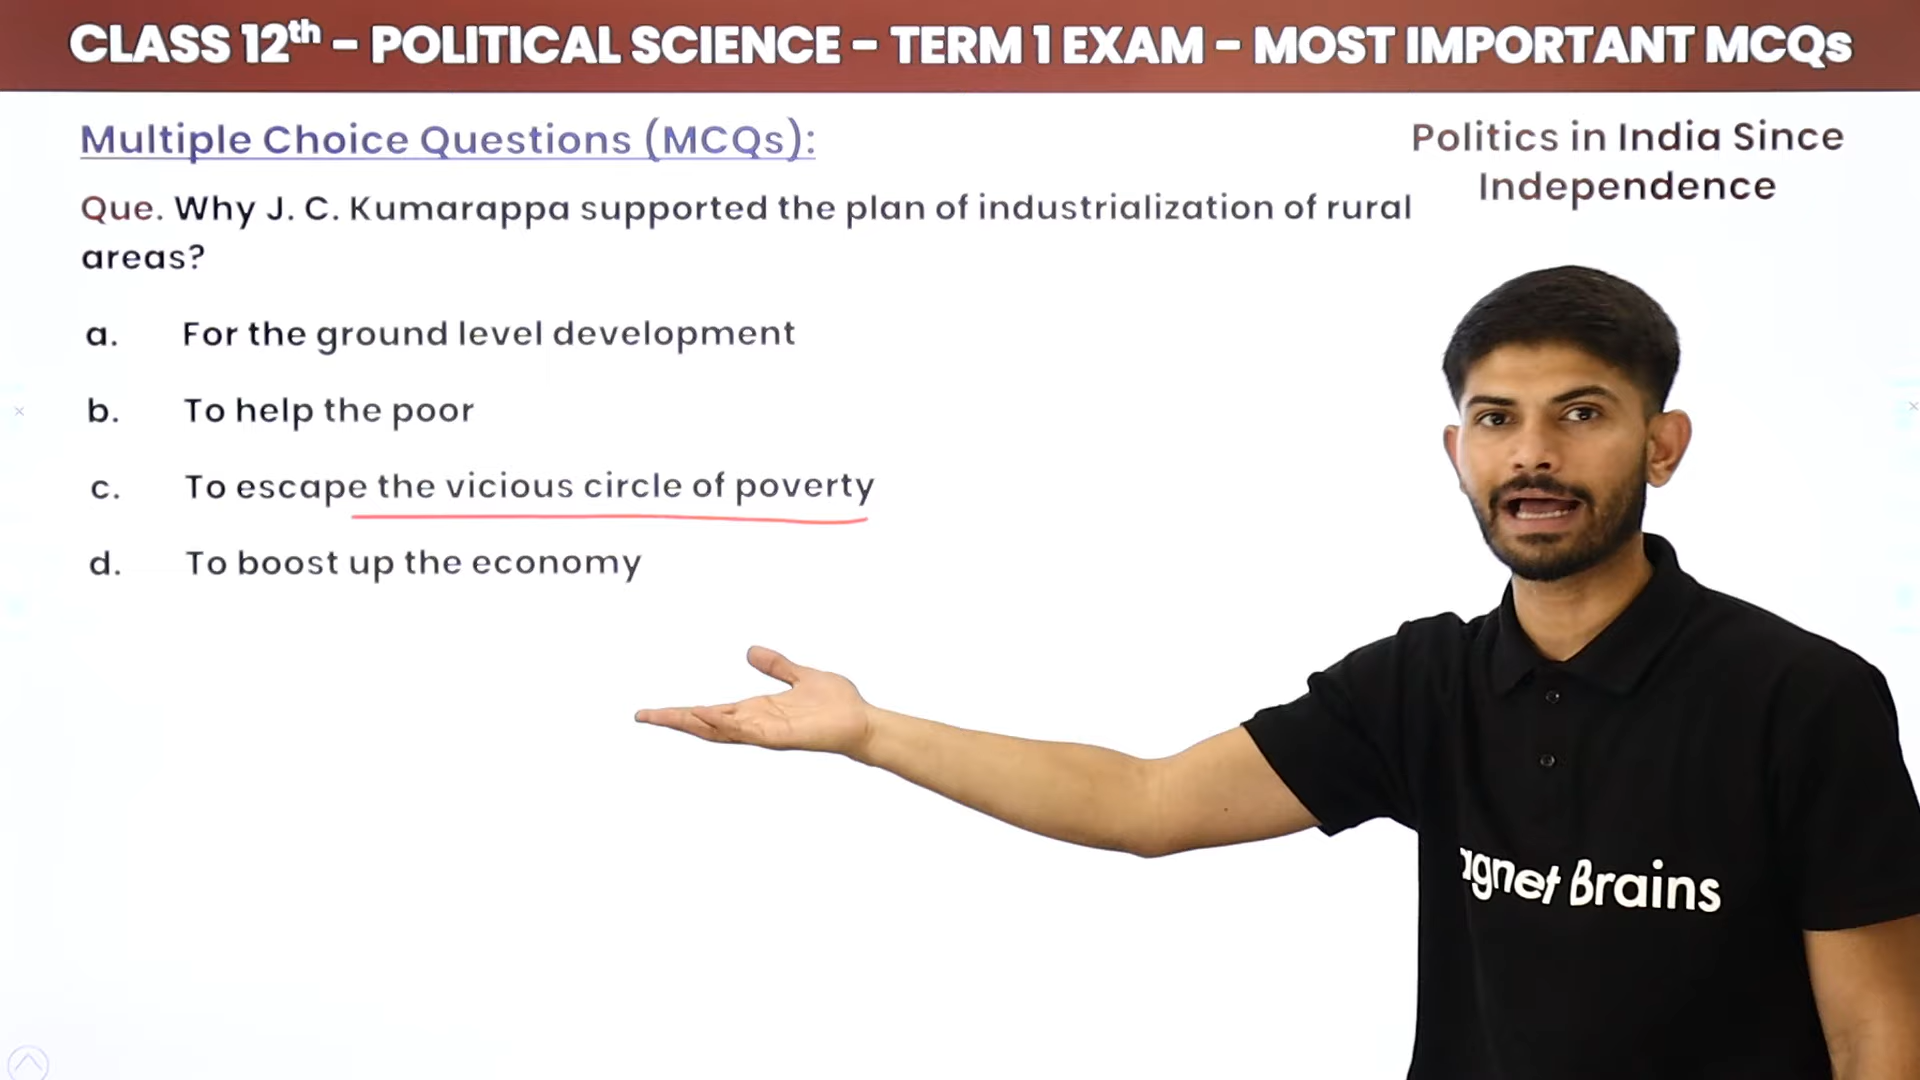 CLASS 12th – POLITICAL SCIENCE – TERM 1 EXAM – MOST IMPORTANT MCQs
Multiple Choice Questions (MCQs):
Politics in India Since
Independence
Que. Why J. C. Kumarappa supported the plan of industrialization of rural
areas?
a. For the ground level development
b. To help the poor
c. To escape the vicious circle of poverty
d. To boost up the economy
agnet Brains